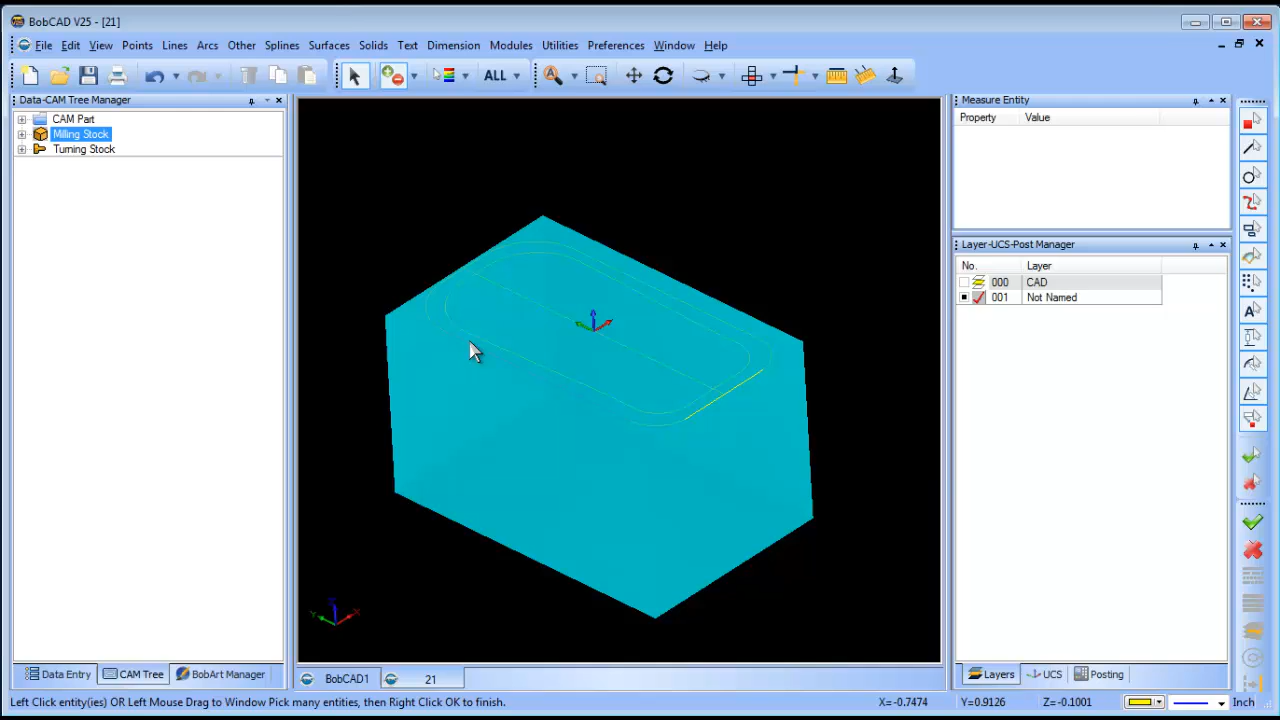 BobCAD V25 - [21]
File Edit View Points Lines Arcs Other Splines Surfaces Solids Text Dimension Modules Utilities Preferences Window Help
ALL
Data-CAM Tree Manager
CAM Part
Milling Stock
Turning Stock
Measure Entity
Property Value
Layer-UCS-Post Manager
No. Layer
000 CAD
001 Not Named
Data Entry CAM Tree BobArt Manager
BobCAD1 21
Layers UCS Posting
Left Click entity(ies) OR Left Mouse Drag to Window Pick many entities, then Right Click OK to finish. X=-0.7474 Y=0.9126 Z=-0.1001 Inch